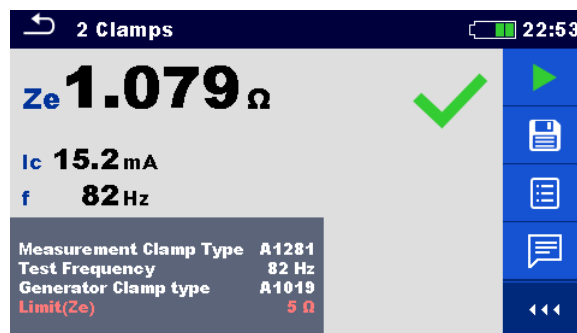 2 Clamps 22:53
Ze 1.079 Ω
Ic 15.2 mA
f 82 Hz
Measurement Clamp Type A1281
Test Frequency 82 Hz
Generator Clamp type A1019
Limit(Ze) 5 Ω